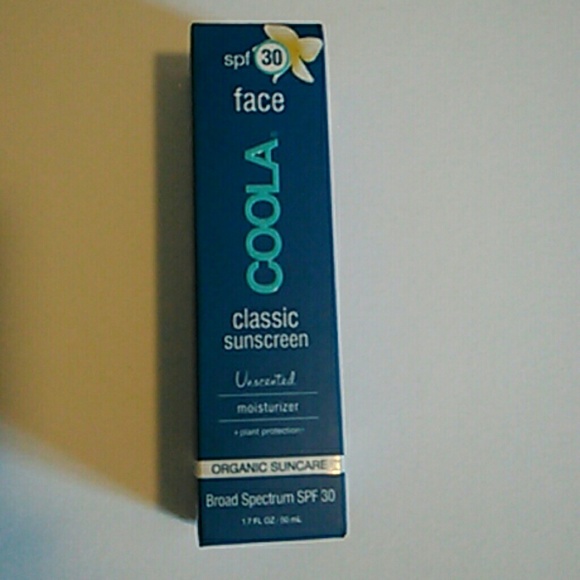 spf 30
face
COOLA®
classic
sunscreen
Unscented
moisturizer
+ plant protection®
ORGANIC SUNCARE
Broad Spectrum SPF 30
1.7 FL OZ / 50 mL